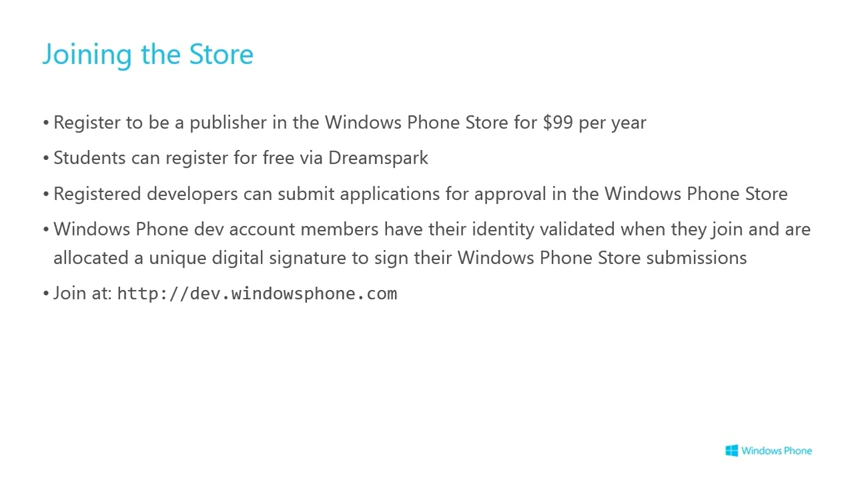 Joining the Store
• Register to be a publisher in the Windows Phone Store for $99 per year
• Students can register for free via Dreamspark
• Registered developers can submit applications for approval in the Windows Phone Store
• Windows Phone dev account members have their identity validated when they join and are
allocated a unique digital signature to sign their Windows Phone Store submissions
• Join at: http://dev.windowsphone.com
Windows Phone